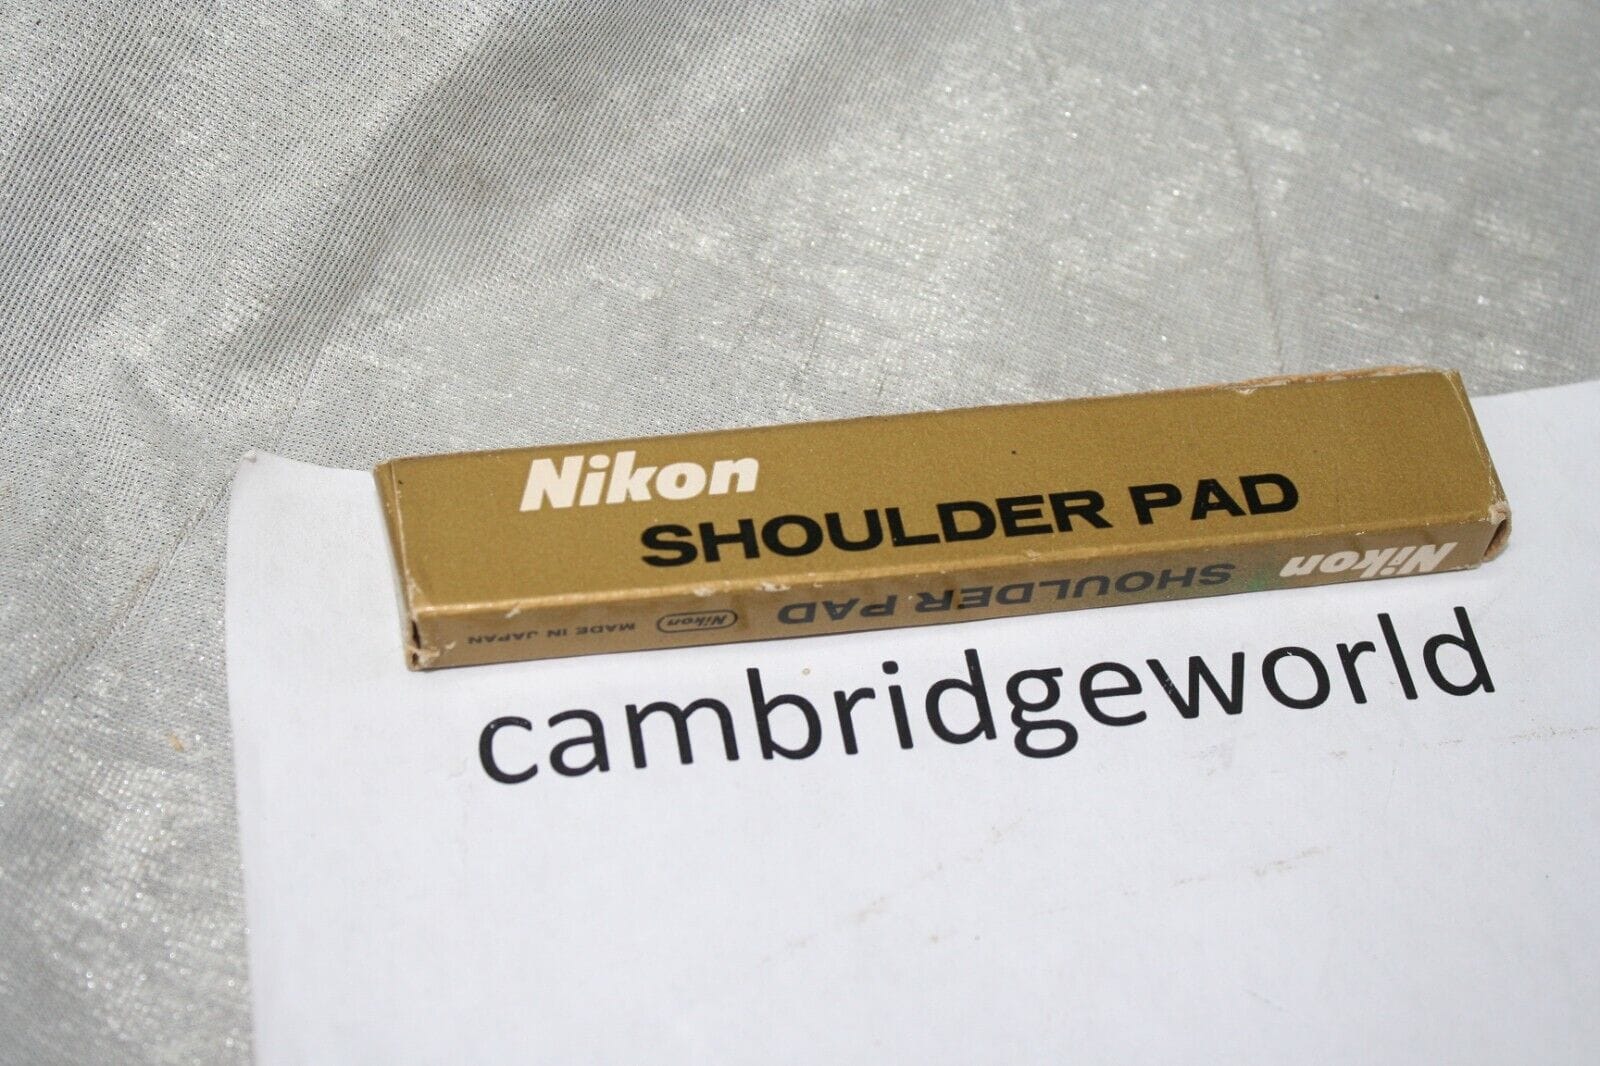 Nikon
SHOULDER PAD
Nikon SHOULDER PAD Nikon MADE IN JAPAN
cambridgeworld